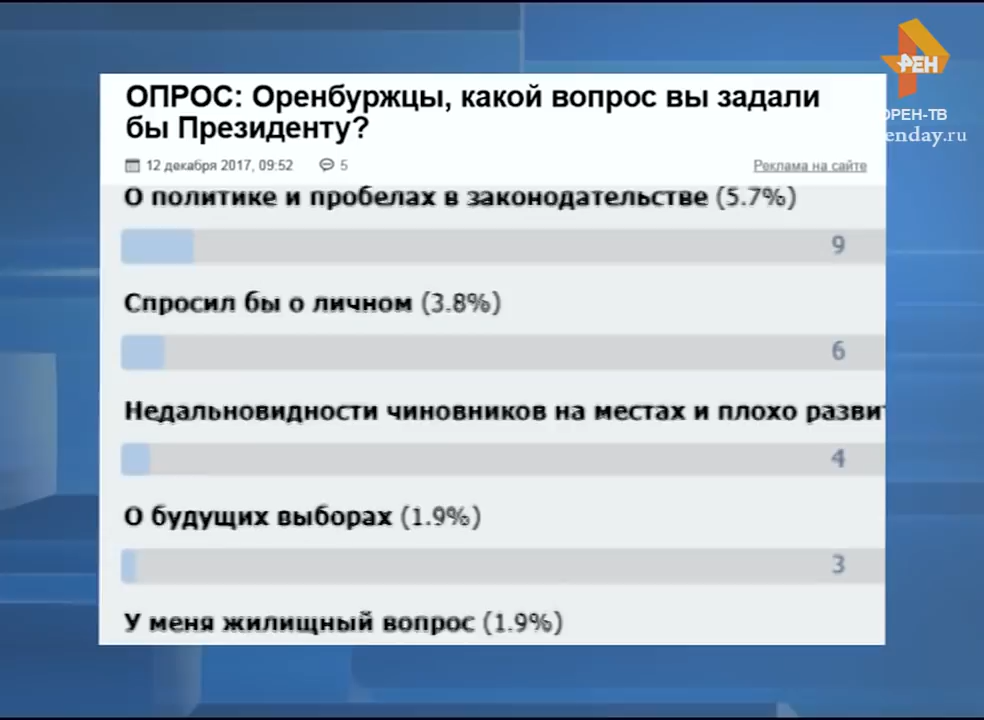 РЕН
ОРЕН-ТВ
enday.ru
ОПРОС: Оренбуржцы, какой вопрос вы задали
бы Президенту?
12 декабря 2017, 09:52 5 Реклама на сайте
О политике и пробелах в законодательстве (5.7%)
9
Спросил бы о личном (3.8%)
6
Недальновидности чиновников на местах и плохо разви
4
О будущих выборах (1.9%)
3
У меня жилищный вопрос (1.9%)